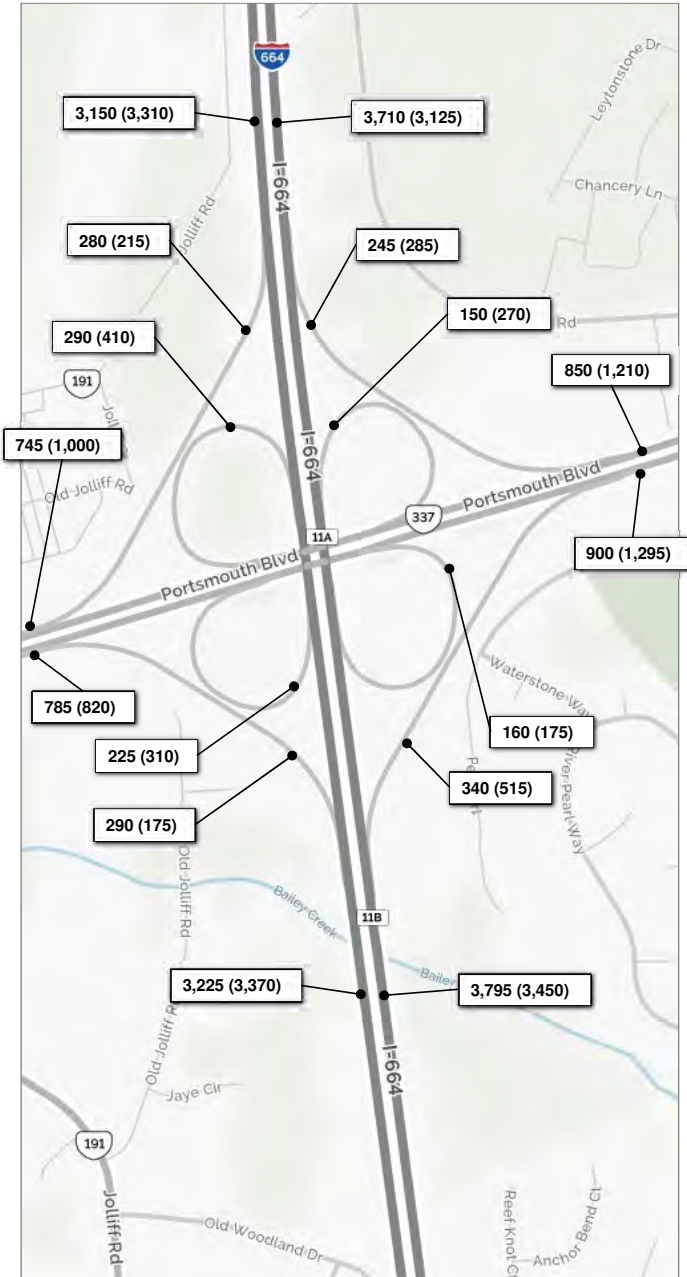 664
3,150 (3,310)
3,710 (3,125)
Leytonstone Dr
I-664
Chancery Ln
Jolliff Rd
280 (215)
245 (285)
150 (270)
Rd
290 (410)
850 (1,210)
191
745 (1,000)
I-664
Old Jolliff Rd
Portsmouth Blvd
337
11A
900 (1,295)
Portsmouth Blvd
785 (820)
Waterstone Way
160 (175)
225 (310)
340 (515)
290 (175)
River Pearl Way
Old Jolliff Rd
Bailey Creek
11B
Bailey
3,225 (3,370)
3,795 (3,450)
Old Jolliff Rd
I-664
Jaye Cir
191
Jolliff Rd
Old Woodland Dr
Reef Knot Ct
Anchor Bend Ct